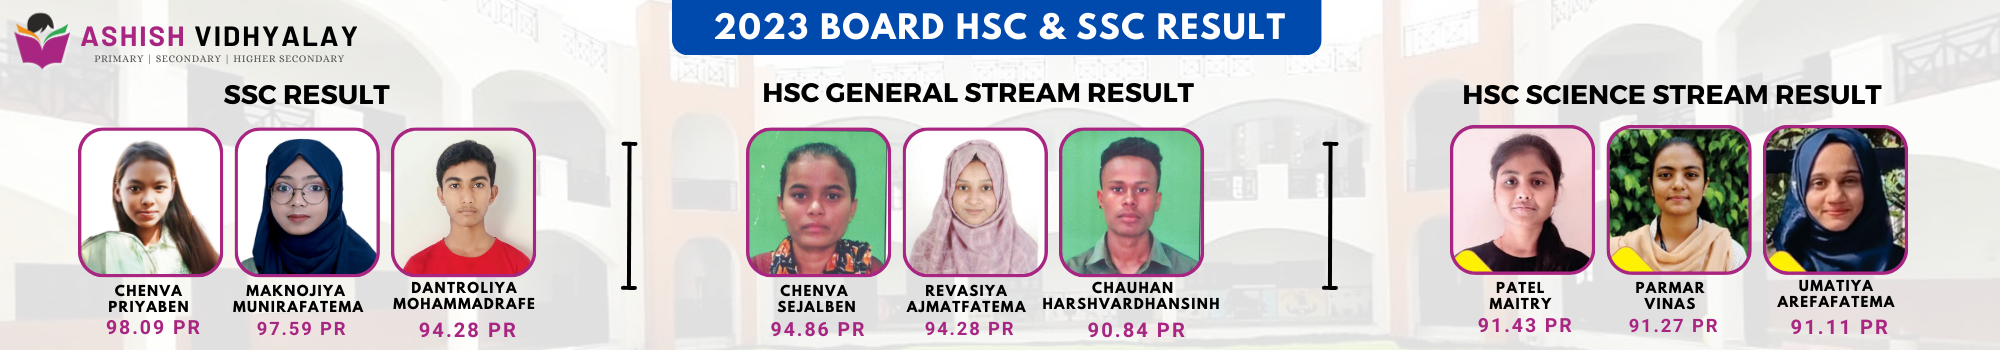 ASHISH VIDHYALAY
PRIMARY | SECONDARY | HIGHER SECONDARY
2023 BOARD HSC & SSC RESULT
SSC RESULT
CHENVA
PRIYABEN
98.09 PR
MAKNOJIYA
MUNIRAFATEMA
97.59 PR
DANTROLIYA
MOHAMMADRAFE
94.28 PR
HSC GENERAL STREAM RESULT
CHENVA
SEJALBEN
94.86 PR
REVASIYA
AJMATFATEMA
94.28 PR
CHAUHAN
HARSHVARDHANSINH
90.84 PR
HSC SCIENCE STREAM RESULT
PATEL
MAITRY
91.43 PR
PARMAR
VINAS
91.27 PR
UMATIYA
AREFAFATEMA
91.11 PR